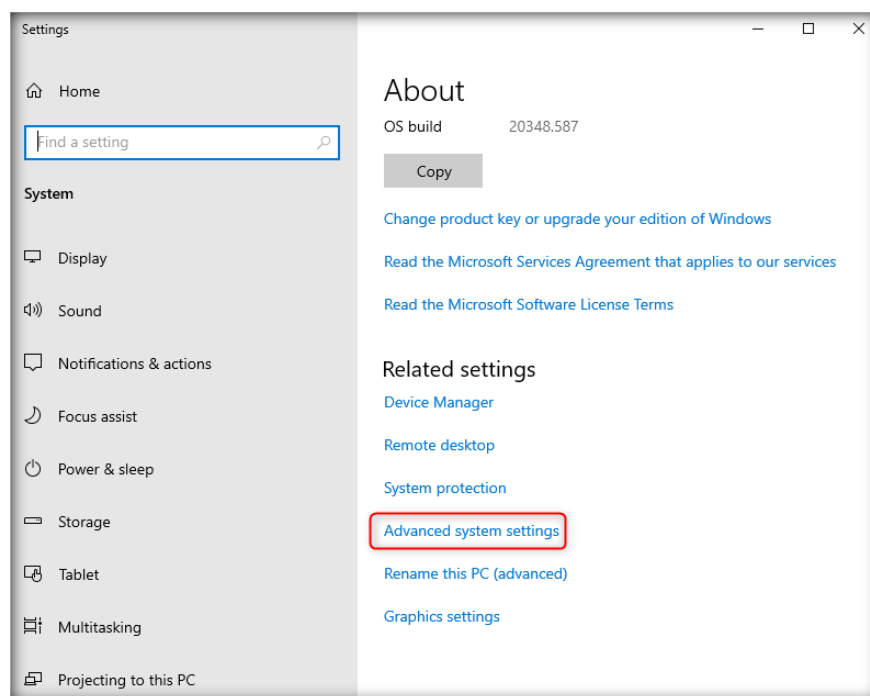 Settings
Home
Find a setting
System
Display
Sound
Notifications & actions
Focus assist
Power & sleep
Storage
Tablet
Multitasking
Projecting to this PC
About
OS build 20348.587
Copy
Change product key or upgrade your edition of Windows
Read the Microsoft Services Agreement that applies to our services
Read the Microsoft Software License Terms
Related settings
Device Manager
Remote desktop
System protection
Advanced system settings
Rename this PC (advanced)
Graphics settings